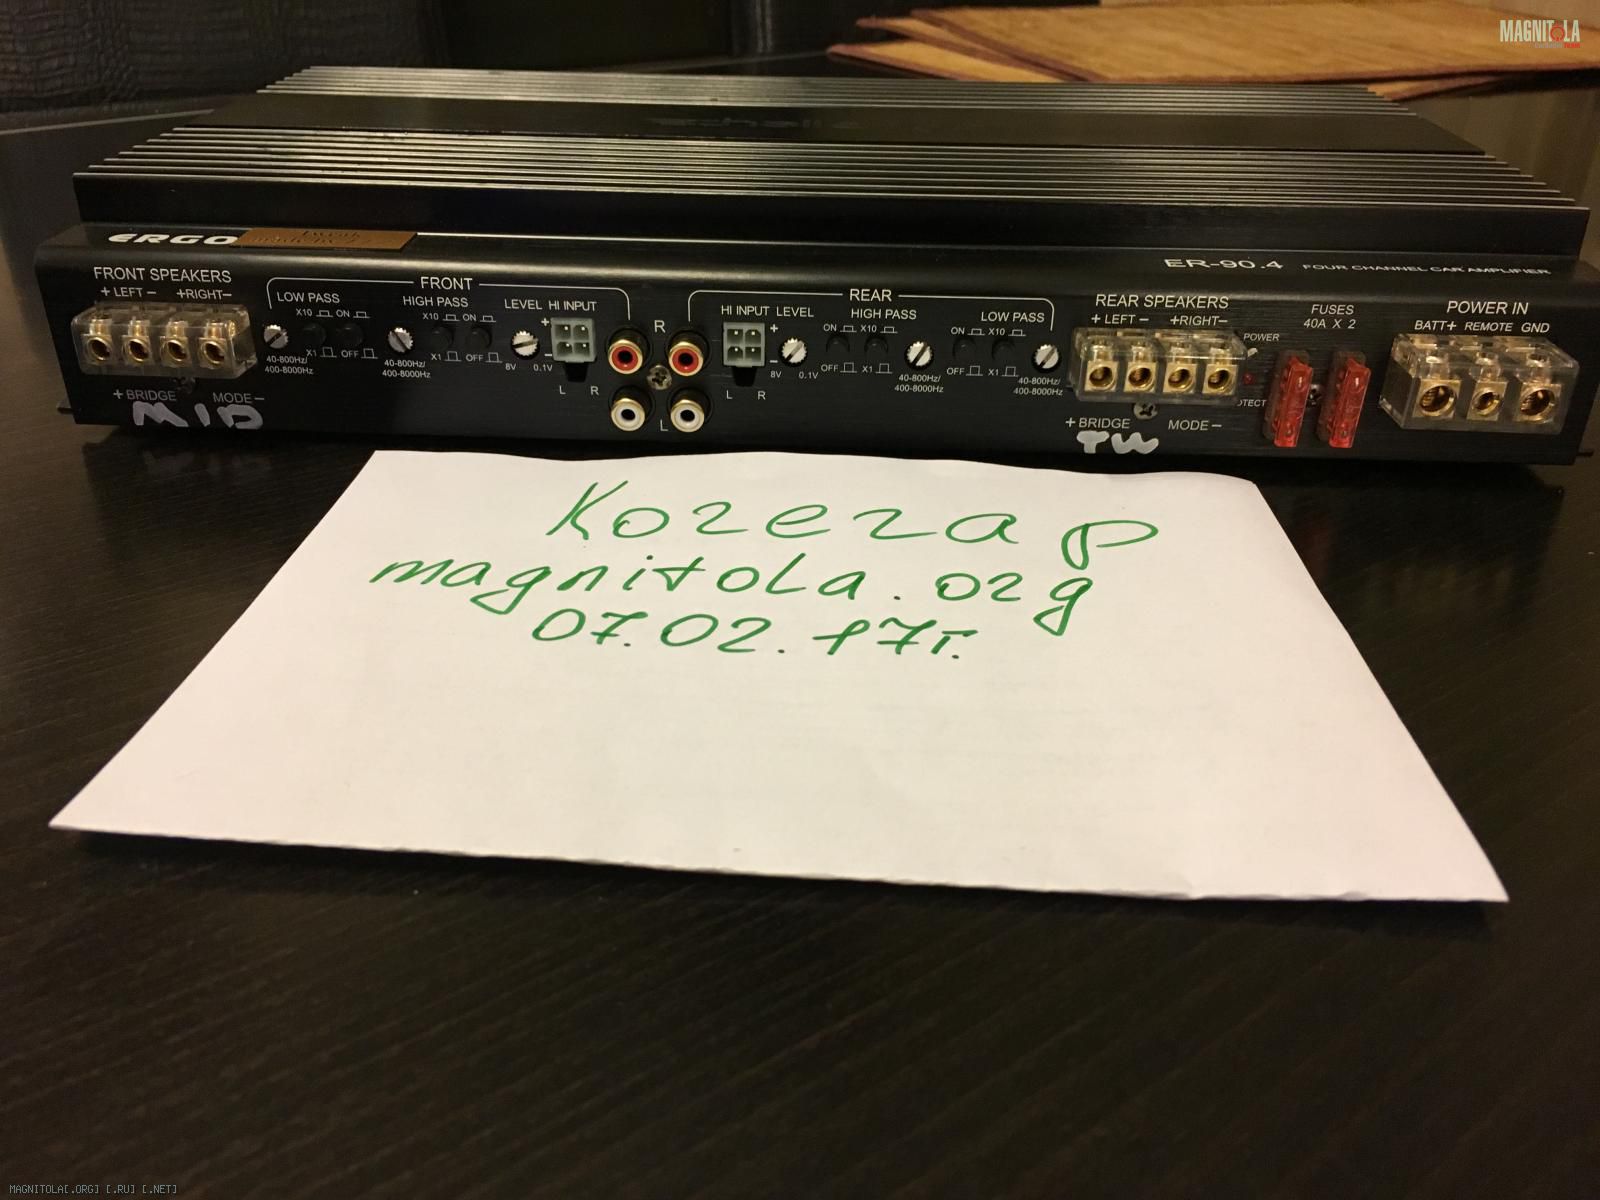 MAGNITOLA
ERGO
ER-90.4 FOUR CHANNEL CAR AMPLIFIER
FRONT SPEAKERS
+ LEFT - +RIGHT-
+ BRIDGE MODE -
MID
FRONT
LOW PASS
X10 ON
X1 OFF
40-800Hz/
400-8000Hz
HIGH PASS
X10 ON
X1 OFF
40-800Hz/
400-8000Hz
LEVEL HI INPUT
+
-
8V 0.1V
L R
R
L
REAR
HI INPUT LEVEL
+
-
8V 0.1V
L R
HIGH PASS
ON X10
OFF X1
40-800Hz/
400-8000Hz
LOW PASS
ON X10
OFF X1
40-800Hz/
400-8000Hz
REAR SPEAKERS
+ LEFT - +RIGHT-
+ BRIDGE MODE -
TW
POWER
FUSES
40A X 2
POWER IN
BATT+ REMOTE GND
Когегар
magnitola.org
07.02.17г.
MAGNITOLA[.ORG] [.RU] [.NET]